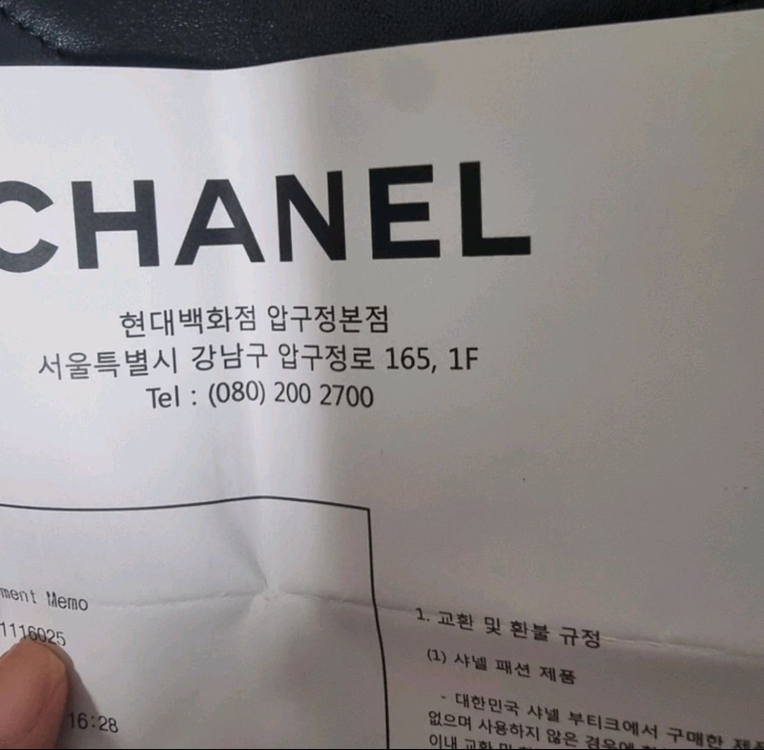 CHANEL
현대백화점 압구정본점
서울특별시 강남구 압구정로 165, 1F
Tel : (080) 200 2700
ment Memo
1116025
16:28
1. 교환 및 환불 규정
(1) 샤넬 패션 제품
- 대한민국 샤넬 부티크에서 구매한
없으며 사용하지 않은 경우에
이내 교환 및